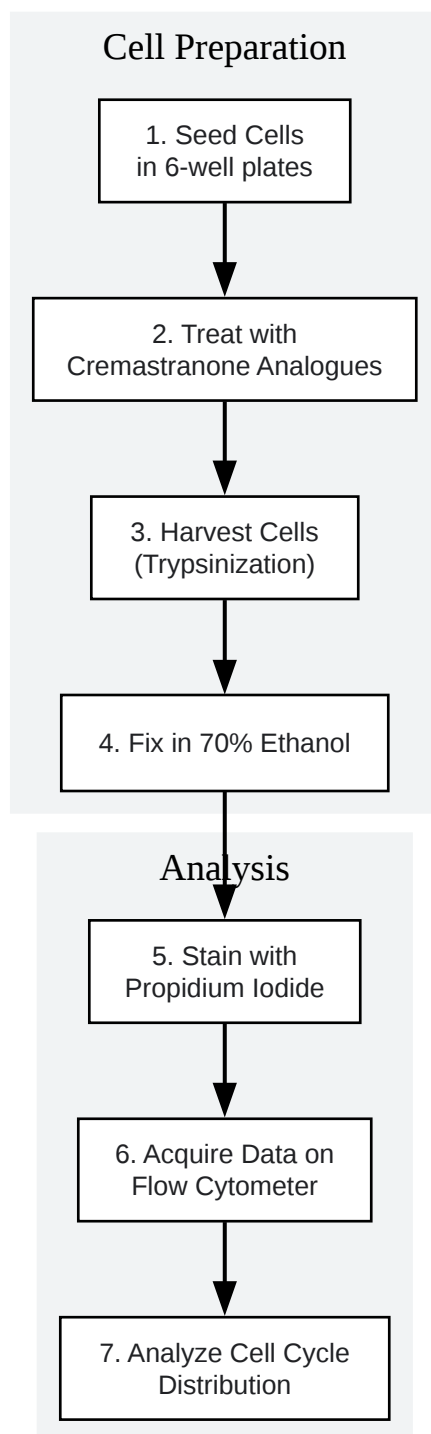 Cell Preparation
1. Seed Cells
in 6-well plates
2. Treat with
Cremastranone Analogues
3. Harvest Cells
(Trypsinization)
4. Fix in 70% Ethanol
Analysis
5. Stain with
Propidium Iodide
6. Acquire Data on
Flow Cytometer
7. Analyze Cell Cycle
Distribution